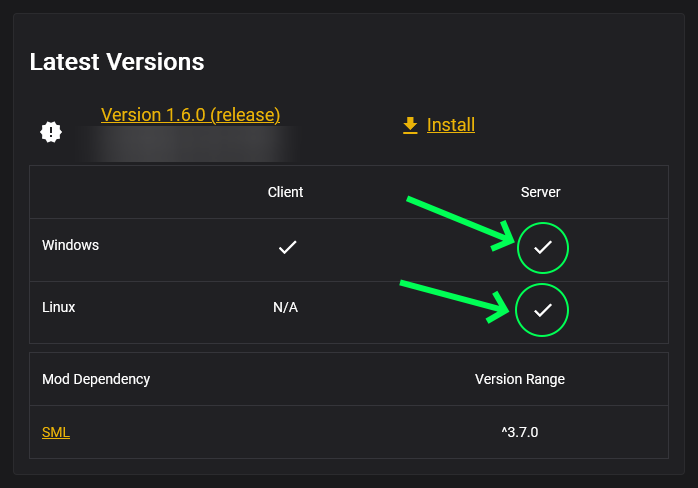 Latest Versions
Version 1.6.0 (release)
Install
Client Server
Windows
Linux N/A
Mod Dependency Version Range
SML ^3.7.0